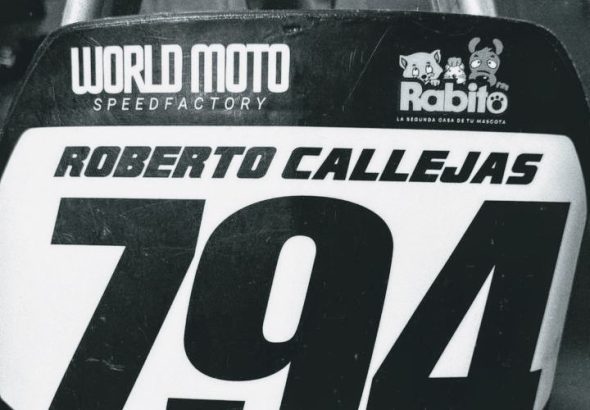 WORLD MOTO
SPEEDFACTORY
Rabito
LA SEGUNDA CASA DE TU MASCOTA
ROBERTO CALLEJAS
794